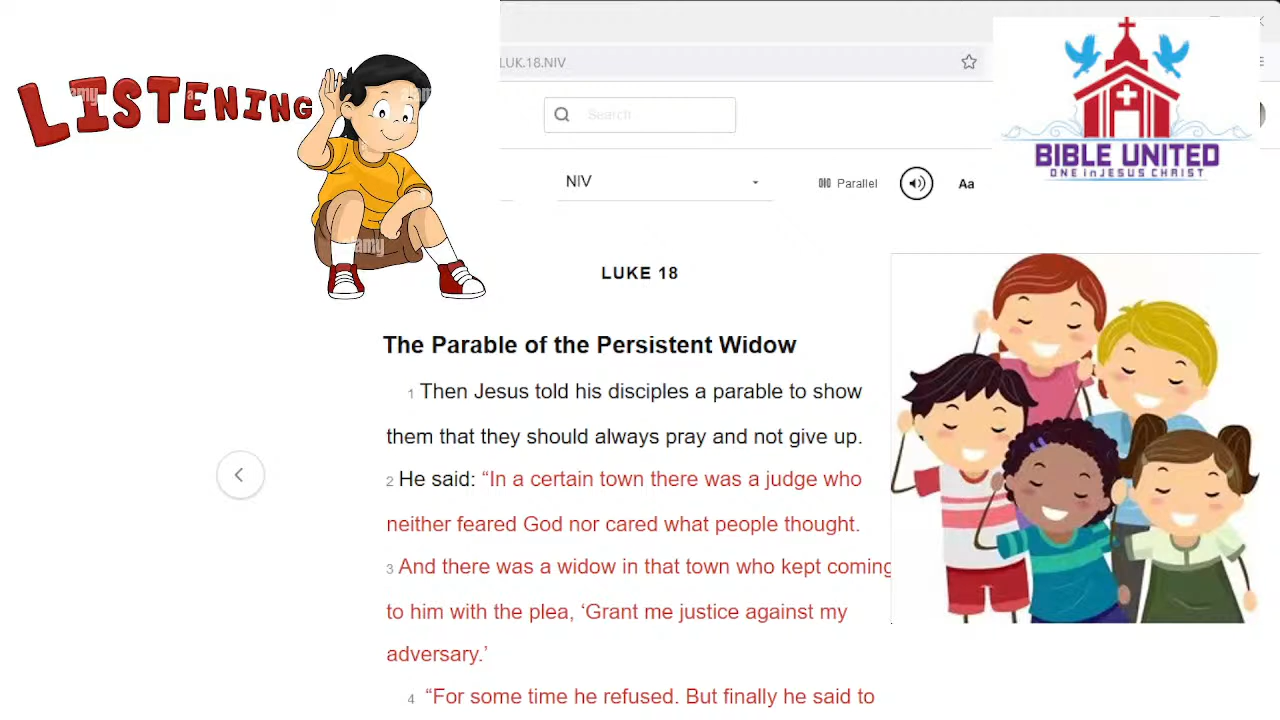 LISTENING
alamy
a
alamy
alamy
LUK.18.NIV
Search
NIV
Parallel
Aa
BIBLE UNITED
ONE in JESUS CHRIST
LUKE 18
The Parable of the Persistent Widow
1 Then Jesus told his disciples a parable to show
them that they should always pray and not give up.
2 He said: “In a certain town there was a judge who
neither feared God nor cared what people thought.
3 And there was a widow in that town who kept coming
to him with the plea, ‘Grant me justice against my
adversary.’
4 “For some time he refused. But finally he said to